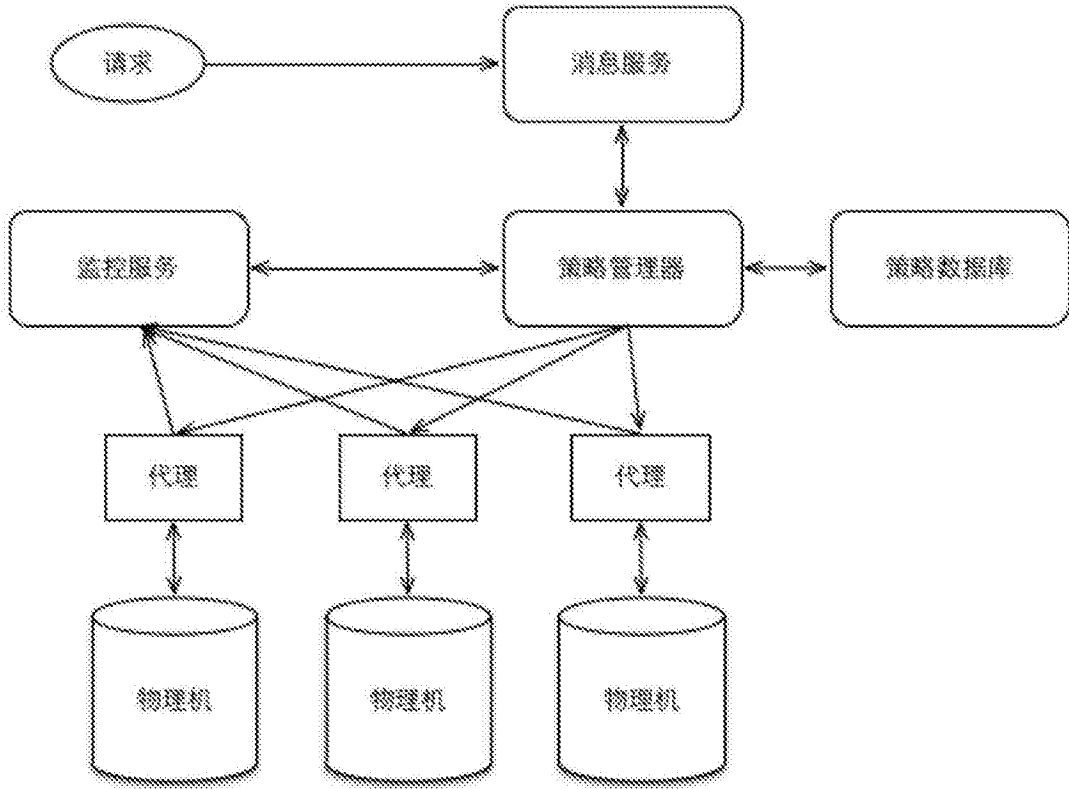 请求
消息服务
监控服务
策略管理器
策略数据库
代理
代理
代理
物理机
物理机
物理机